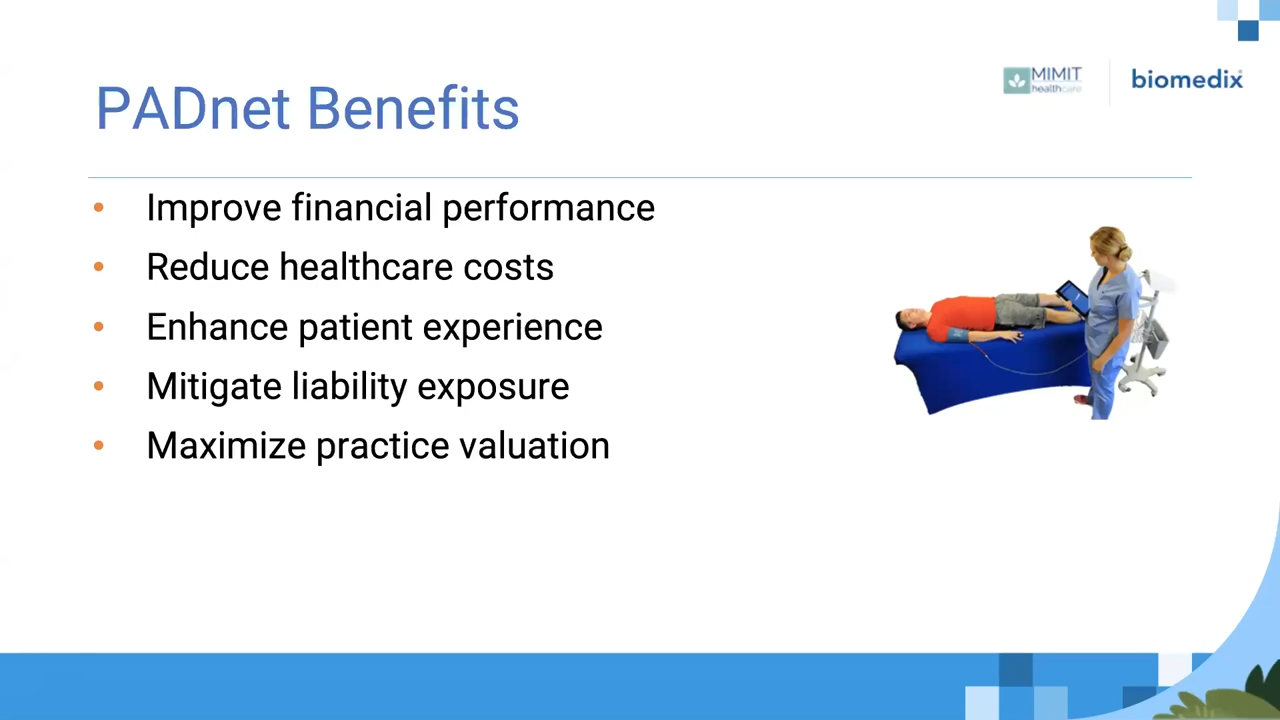 MIMIT
healthcare
biomedix
PADnet Benefits
• Improve financial performance
• Reduce healthcare costs
• Enhance patient experience
• Mitigate liability exposure
• Maximize practice valuation